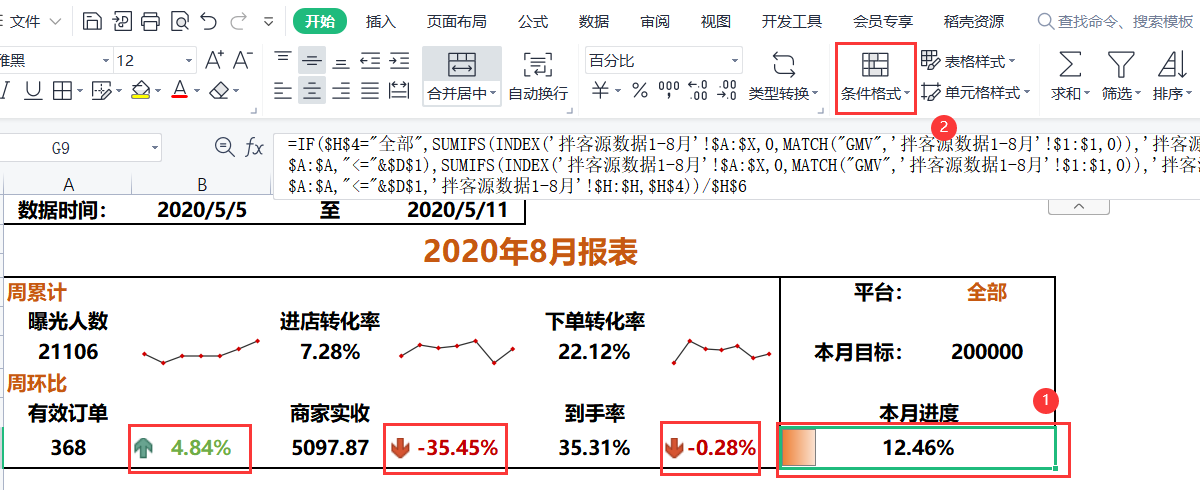 文件 开始 插入 页面布局 公式 数据 审阅 视图 开发工具 会员专享 稻壳资源 查找命令、搜索模板
雅黑 12 A+ A- 百分比
合并居中 自动换行 类型转换 条件格式 表格样式 单元格样式 求和 筛选 排序
2
G9 fx =IF($H$4="全部",SUMIFS(INDEX('拌客源数据1-8月'!$A:$X,0,MATCH("GMV",'拌客源数据1-8月'!$1:$1,0)),'拌客源
$A:$A,"<="&$D$1),SUMIFS(INDEX('拌客源数据1-8月'!$A:$X,0,MATCH("GMV",'拌客源数据1-8月'!$1:$1,0)),'拌客源
$A:$A,"<="&$D$1,'拌客源数据1-8月'!$H:$H,$H$4))/$H$6
A B
数据时间： 2020/5/5 至 2020/5/11
2020年8月报表
周累计 平台： 全部
曝光人数 进店转化率 下单转化率
21106 7.28% 22.12% 本月目标： 200000
周环比
有效订单 商家实收 到手率 本月进度 1
368 4.84% 5097.87 -35.45% 35.31% -0.28% 12.46%